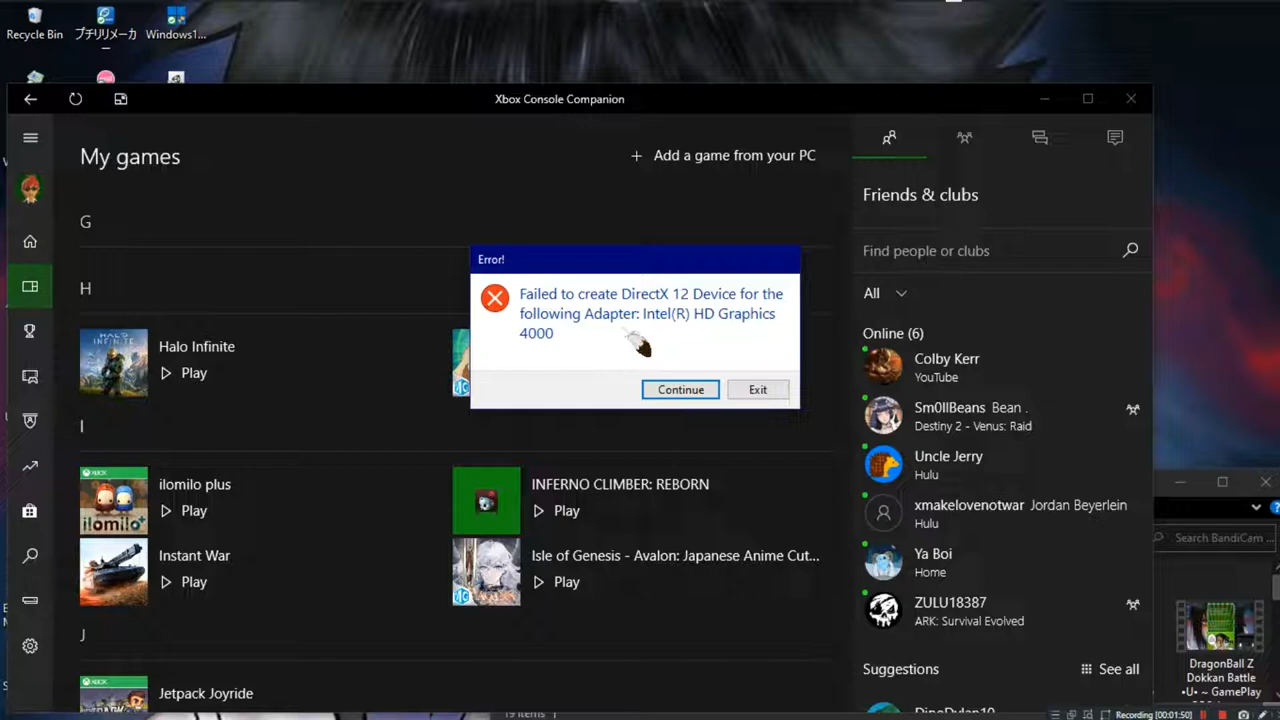 Recycle Bin
プチリリメーカー
Windows1...
Xbox Console Companion
My games
+ Add a game from your PC
G
H
Halo Infinite
Play
I
ilomilo plus
Play
INFERNO CLIMBER: REBORN
Play
Instant War
Play
Isle of Genesis - Avalon: Japanese Anime Cut...
Play
J
Jetpack Joyride
Error!
Failed to create DirectX 12 Device for the
following Adapter: Intel(R) HD Graphics
4000
Continue
Exit
Friends & clubs
Find people or clubs
All
Online (6)
Colby Kerr
YouTube
Sm0llBeans Bean .
Destiny 2 - Venus: Raid
Uncle Jerry
Hulu
xmakelovenotwar Jordan Beyerlein
Hulu
Ya Boi
Home
ZULU18387
ARK: Survival Evolved
Suggestions
See all
DinoDylan10
Search BandiCam ...
DragonBall Z
Dokkan Battle
•U• ~ GamePlay
19 items
Recording [00:01:50]